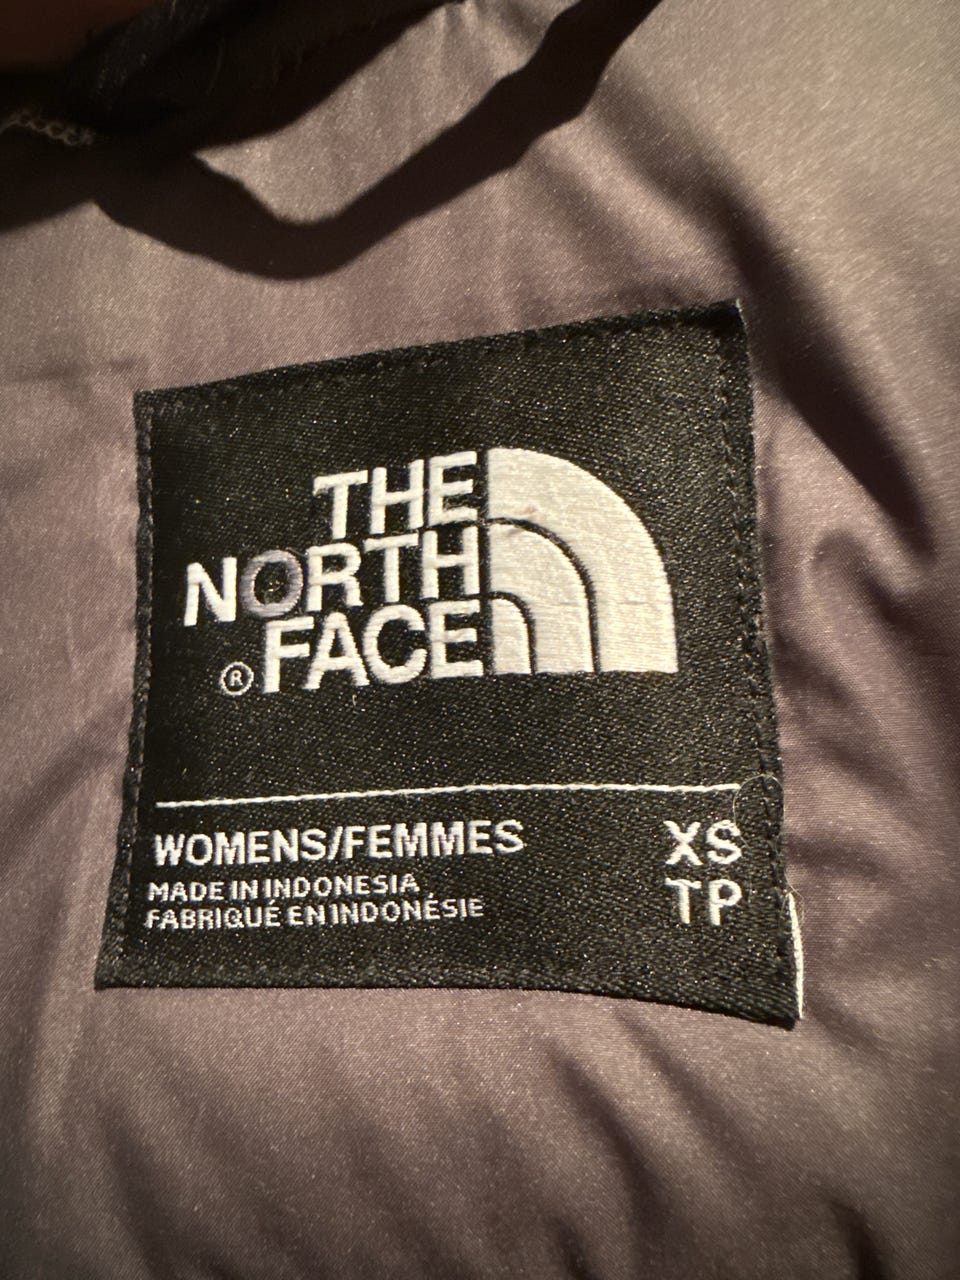 THE
NORTH
FACE
®
WOMENS/FEMMES
XS
MADE IN INDONESIA
TP
FABRIQUÉ EN INDONÉSIE